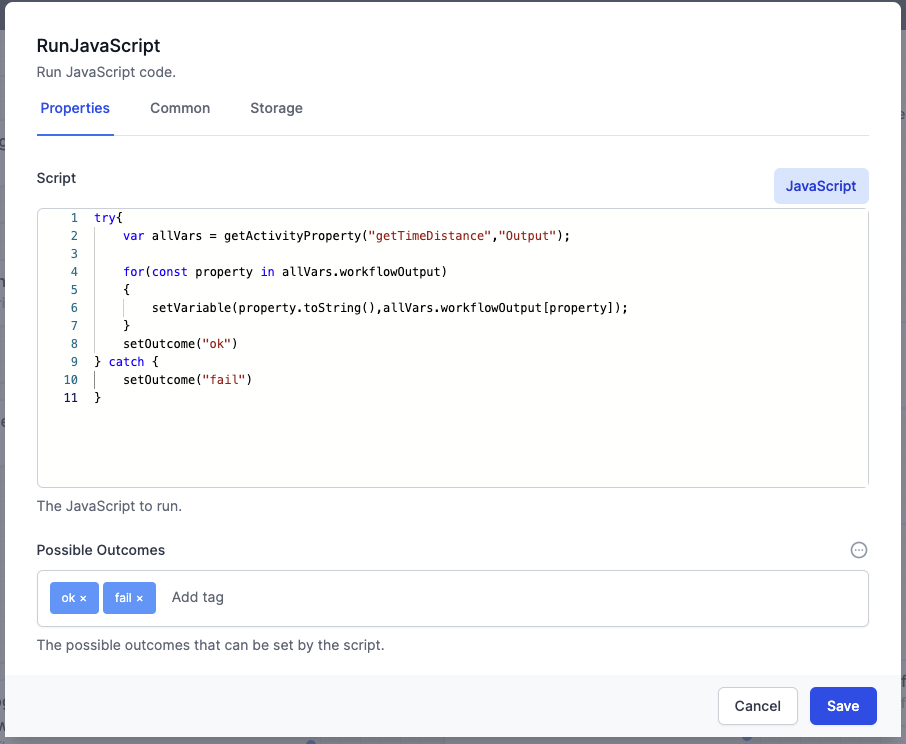 RunJavaScript
Run JavaScript code.
Properties Common Storage
Script
JavaScript
1 try{
2 var allVars = getActivityProperty("getTimeDistance","Output");
3
4 for(const property in allVars.workflowOutput)
5 {
6 setVariable(property.toString(),allVars.workflowOutput[property]);
7 }
8 setOutcome("ok")
9 } catch {
10 setOutcome("fail")
11 }
The JavaScript to run.
Possible Outcomes
ok × fail × Add tag
The possible outcomes that can be set by the script.
Cancel Save